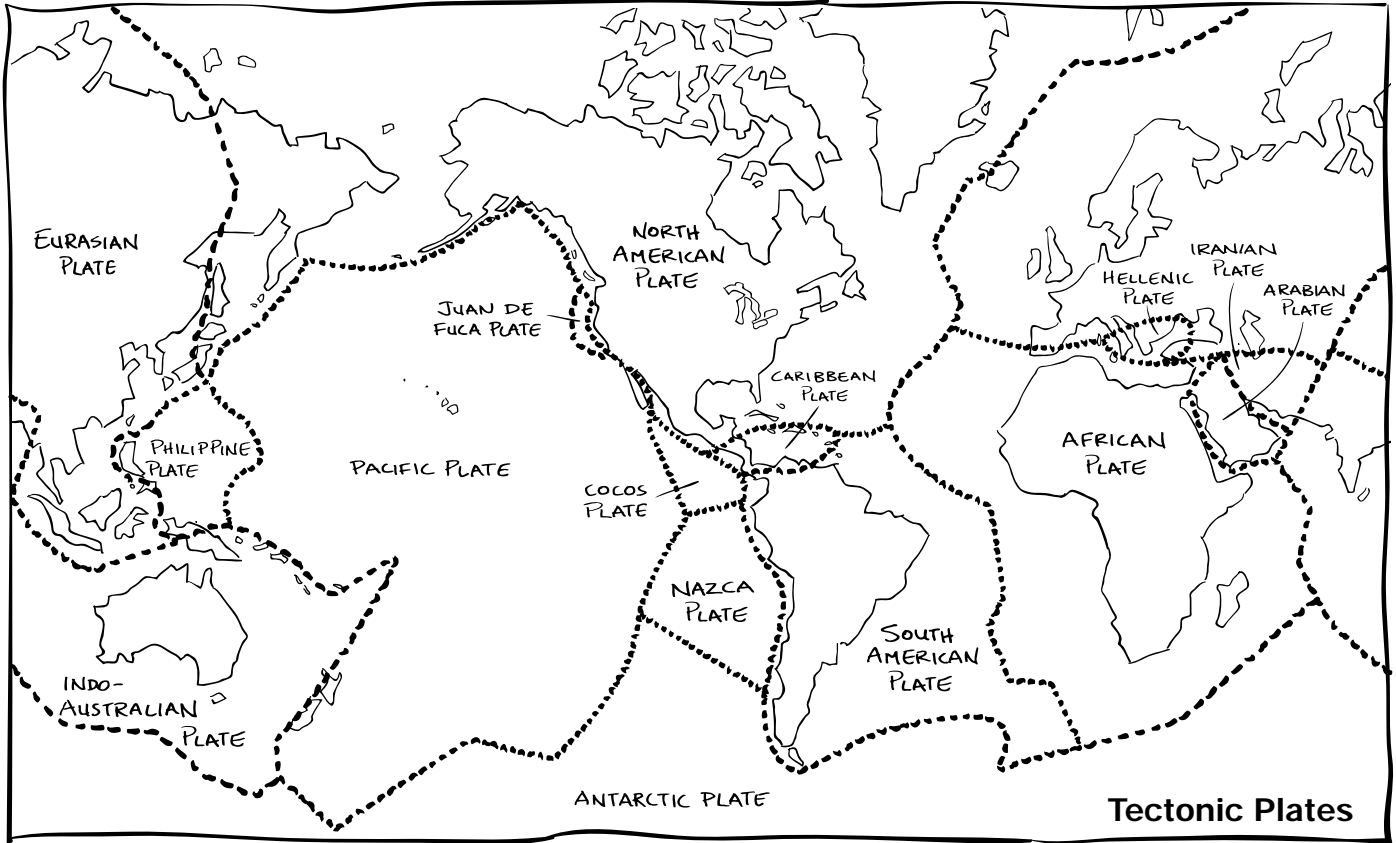 EURASIAN
PLATE
NORTH
AMERICAN
PLATE
JUAN DE
FUCA PLATE
IRANIAN
PLATE
HELLENIC
PLATE
ARABIAN
PLATE
CARIBBEAN
PLATE
PHILIPPINE
PLATE
PACIFIC PLATE
COCOS
PLATE
AFRICAN
PLATE
NAZCA
PLATE
SOUTH
AMERICAN
PLATE
INDO-
AUSTRALIAN
PLATE
ANTARCTIC PLATE
Tectonic Plates